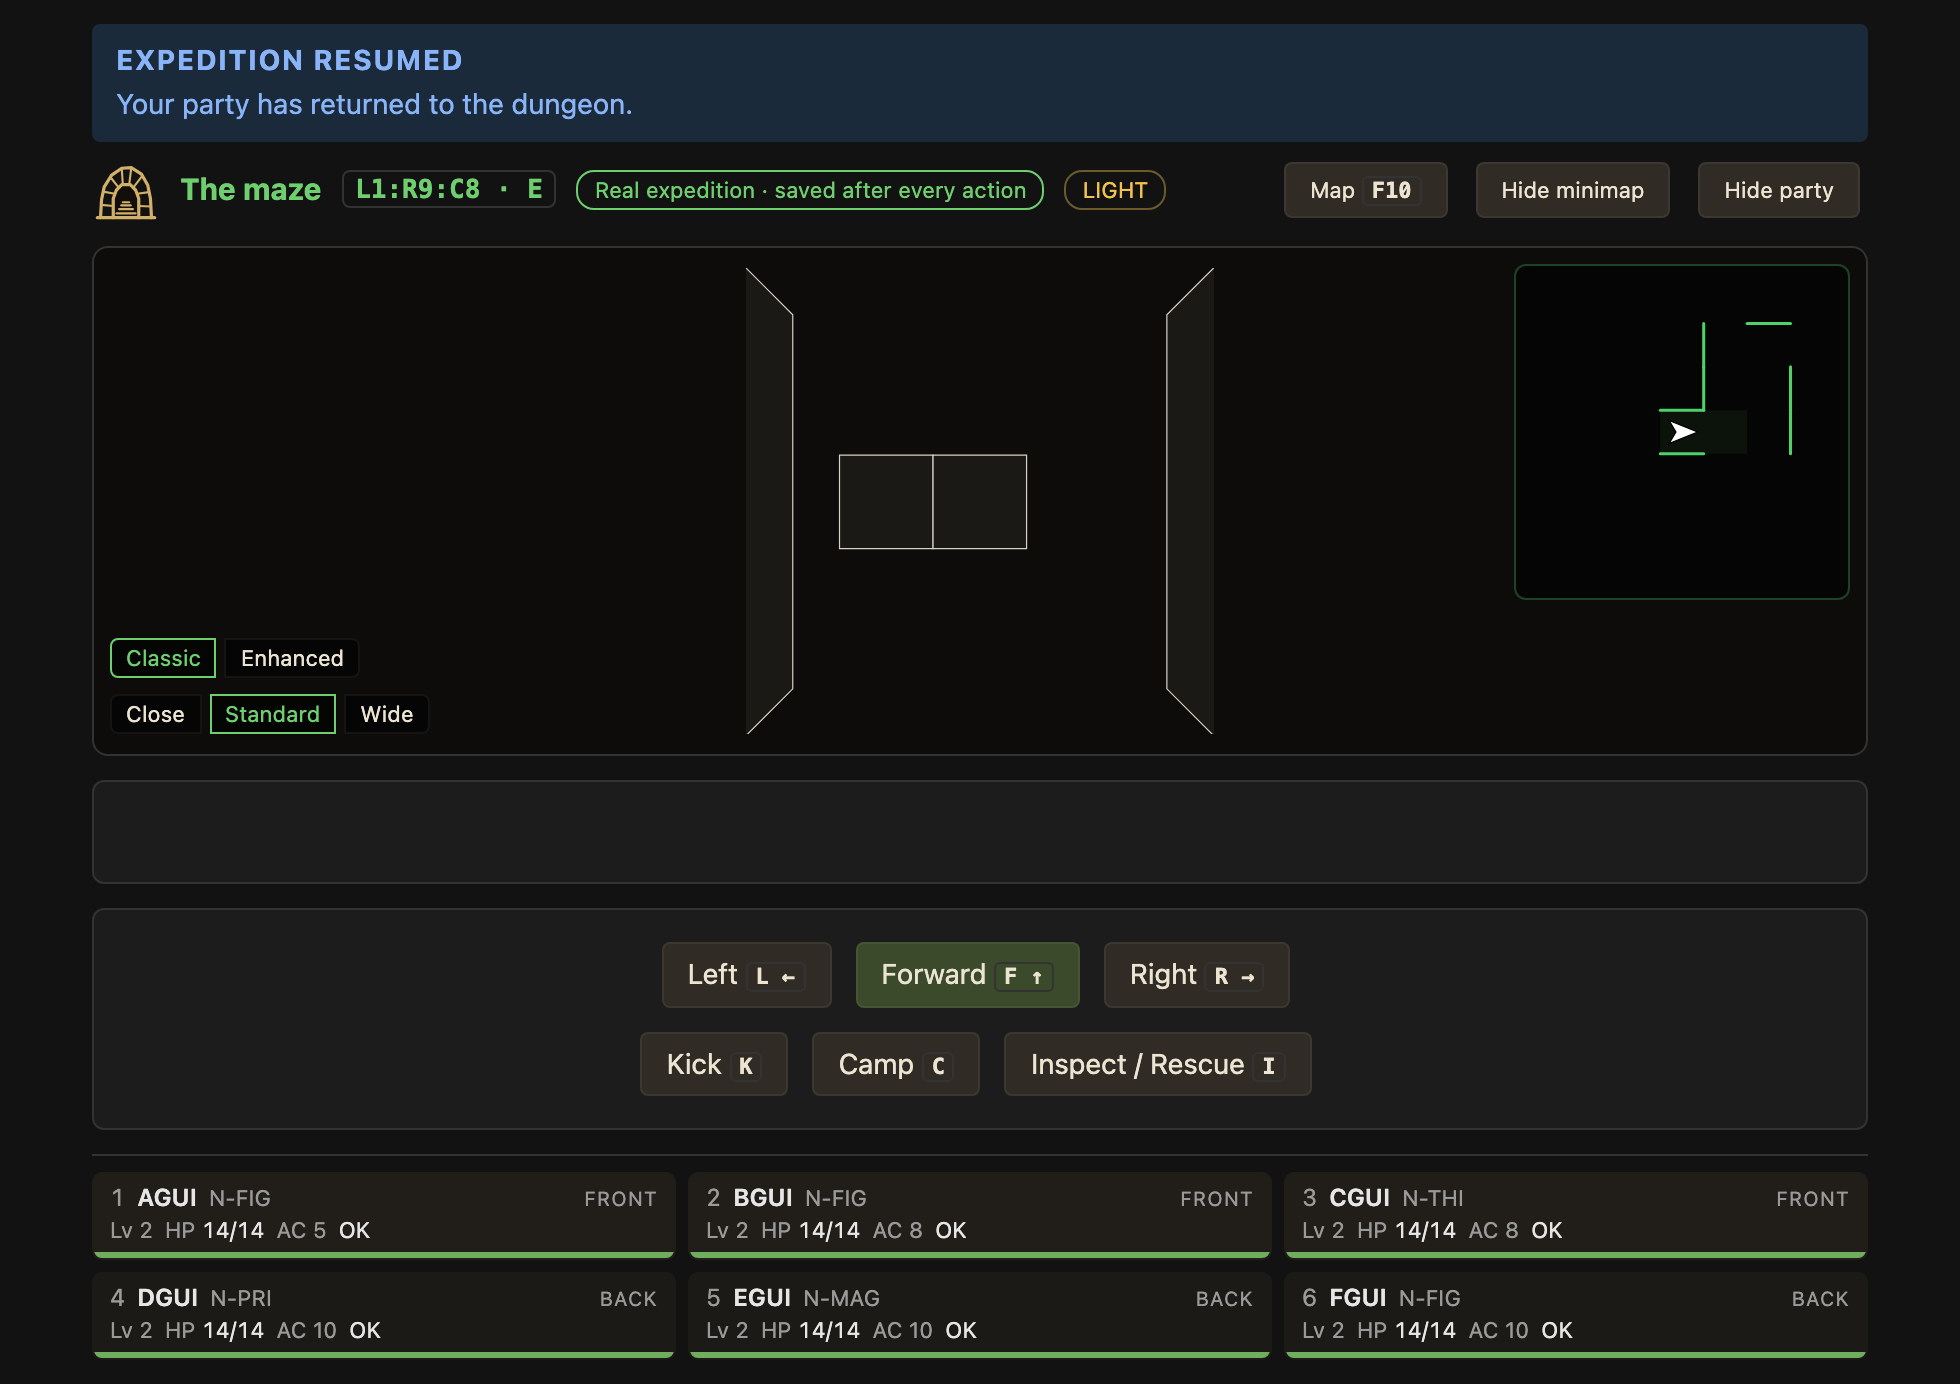 EXPEDITION RESUMED
Your party has returned to the dungeon.
The maze L1:R9:C8 · E Real expedition · saved after every action LIGHT Map F10 Hide minimap Hide party
Classic Enhanced
Close Standard Wide
Left L ← Forward F ↑ Right R →
Kick K Camp C Inspect / Rescue I
1 AGUI N-FIG FRONT
Lv 2 HP 14/14 AC 5 OK
2 BGUI N-FIG FRONT
Lv 2 HP 14/14 AC 8 OK
3 CGUI N-THI FRONT
Lv 2 HP 14/14 AC 8 OK
4 DGUI N-PRI BACK
Lv 2 HP 14/14 AC 10 OK
5 EGUI N-MAG BACK
Lv 2 HP 14/14 AC 10 OK
6 FGUI N-FIG BACK
Lv 2 HP 14/14 AC 10 OK